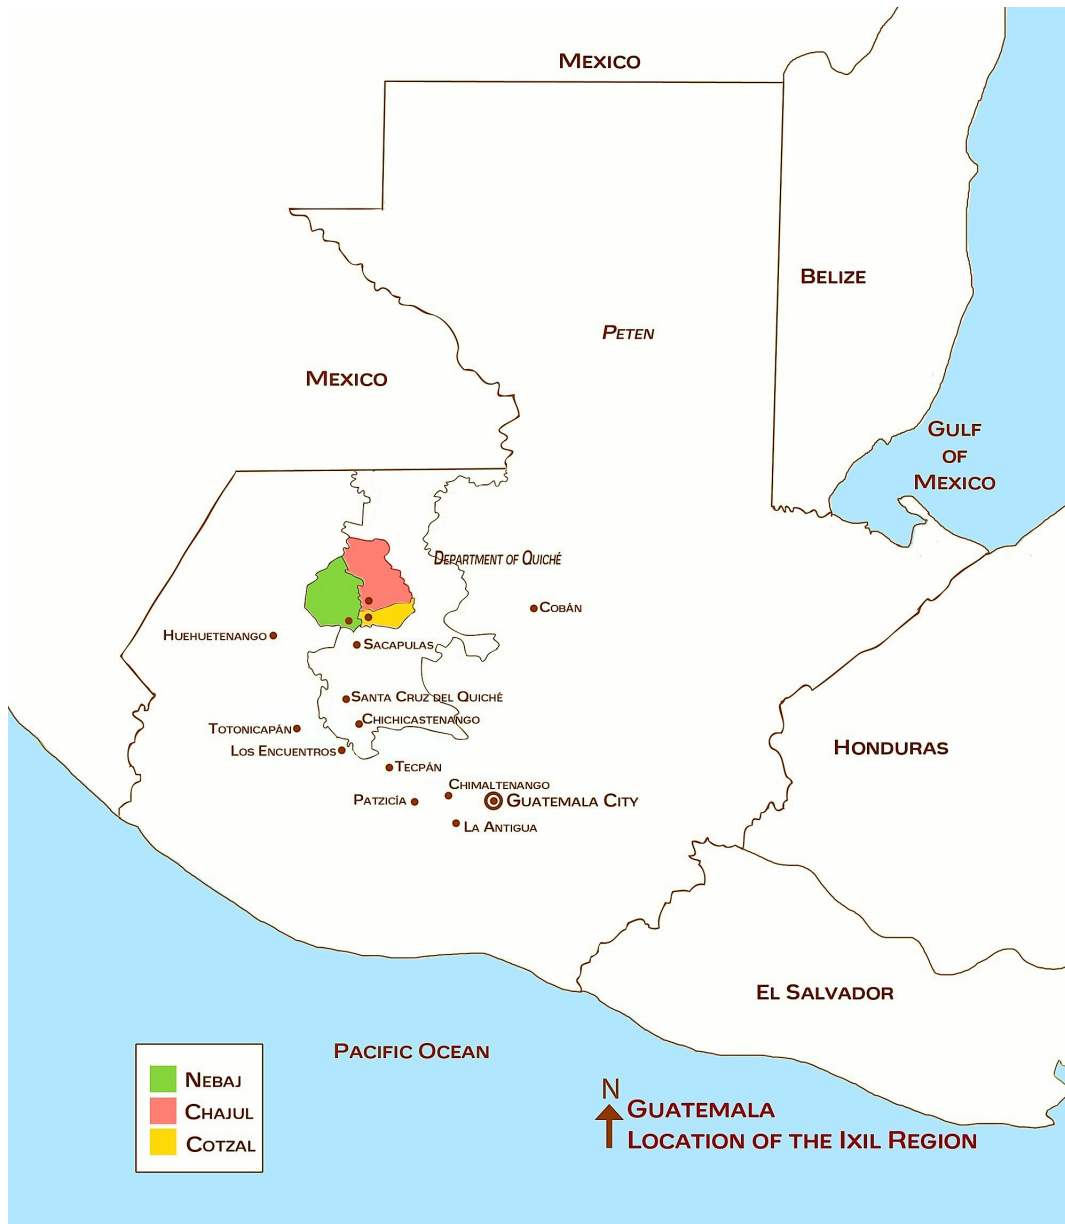 Mexico
Belize
Peten
Mexico
Gulf
of
Mexico
Department of Quiché
Cobán
Huehuetenango
Sacapulas
Santa Cruz del Quiché
Chichicastenango
Totonicapán
Los Encuentros
Honduras
Tecpán
Chimaltenango
Patzicía
Guatemala City
La Antigua
El Salvador
Pacific Ocean
Nebaj
Chajul
Cotzal
N
Guatemala
Location of the Ixil Region